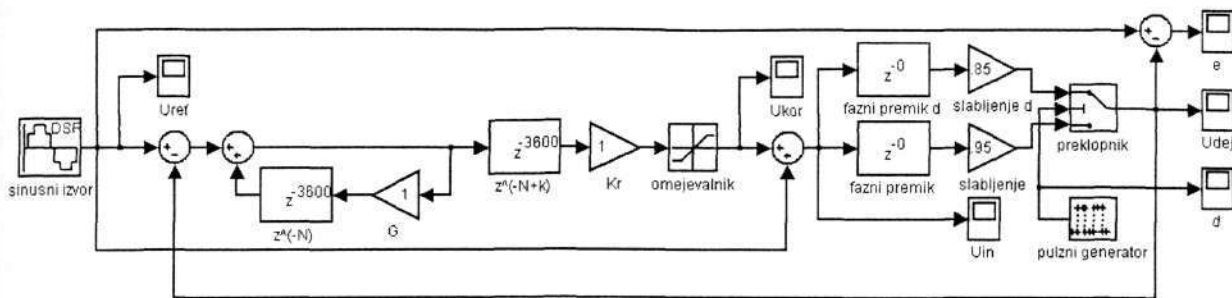 DSP
sinusni izvor
Uref
z^-3600
z^(-N)
1
G
z^-3600
z^(-N+k)
1
Kr
omejevalnik
Ukor
z^-0
fazni premik d
.85
slabljenje d
z^-0
fazni premik
.95
slabljenje
Uin
preklopnik
pulzni generator
e
Udej
d